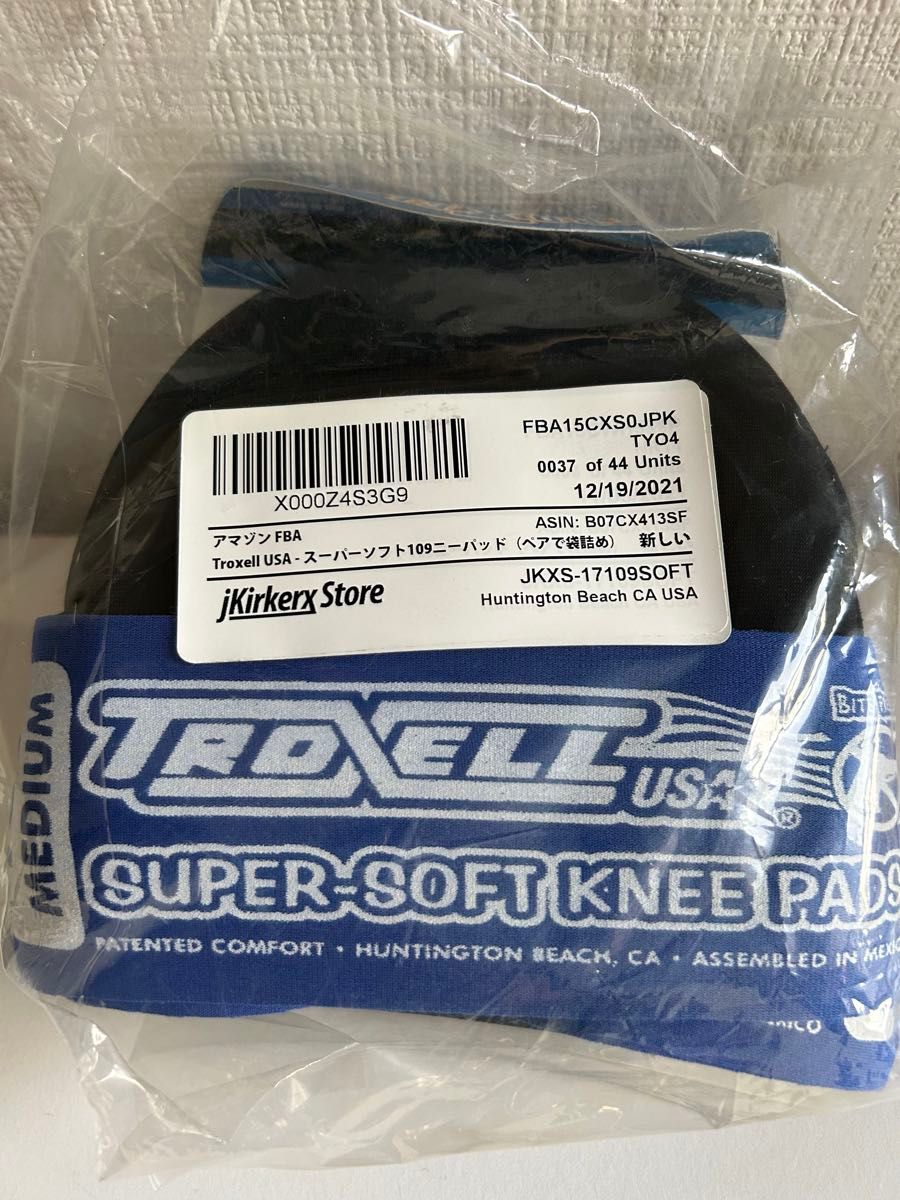 FBA15CXS0JPK
TYO4
0037 of 44 Units
12/19/2021
X000Z4S3G9
アマゾン FBA
ASIN: B07CX413SF
Troxell USA - スーパーソフト109ニーパッド（ペアで袋詰め） 新しい
jKirkerx Store
JKXS-17109SOFT
Huntington Beach CA USA
MEDIUM
TROXELL
USA ®
SUPER-SOFT KNEE PADS
PATENTED COMFORT • HUNTINGTON BEACH, CA • ASSEMBLED IN MEXICO